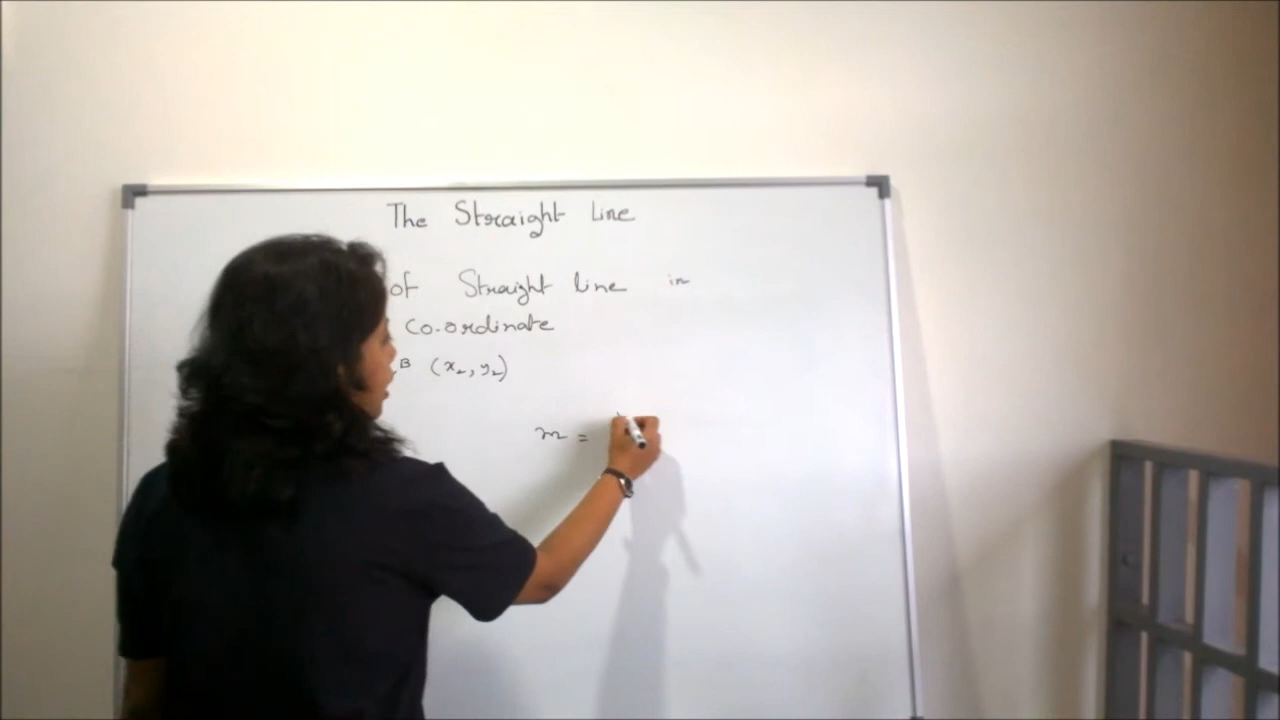 The Straight Line
of Straight line in
Co-ordinate
B (x₂, y₂)
m =